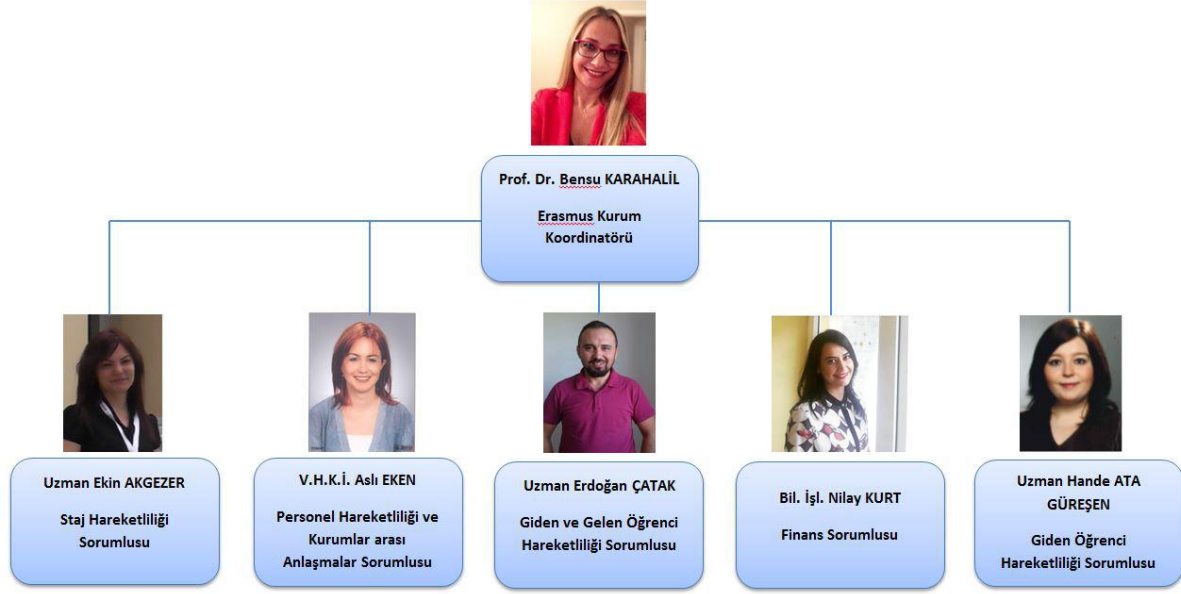 Prof. Dr. Bensu KARAHALİL
Erasmus Kurum
Koordinatörü
Uzman Ekin AKGEZER
Staj Hareketliliği
Sorumlusu
V.H.K.İ. Aslı EKEN
Personel Hareketliliği ve
Kurumlar arası
Anlaşmalar Sorumlusu
Uzman Erdoğan ÇATAK
Giden ve Gelen Öğrenci
Hareketliliği Sorumlusu
Bil. İşl. Nilay KURT
Finans Sorumlusu
Uzman Hande ATA
GÜREŞEN
Giden Öğrenci
Hareketliliği Sorumlusu